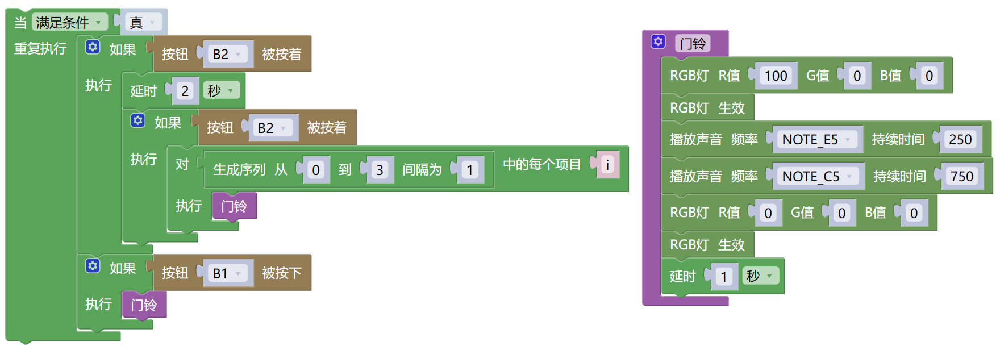 当 满足条件 真
重复执行 如果 按钮 B2 被按着
执行 延时 2 秒
如果 按钮 B2 被按着
执行 对 生成序列 从 0 到 3 间隔为 1 中的每个项目 i
执行 门铃
如果 按钮 B1 被按下
执行 门铃
门铃
RGB灯 R值 100 G值 0 B值 0
RGB灯 生效
播放声音 频率 NOTE_E5 持续时间 250
播放声音 频率 NOTE_C5 持续时间 750
RGB灯 R值 0 G值 0 B值 0
RGB灯 生效
延时 1 秒